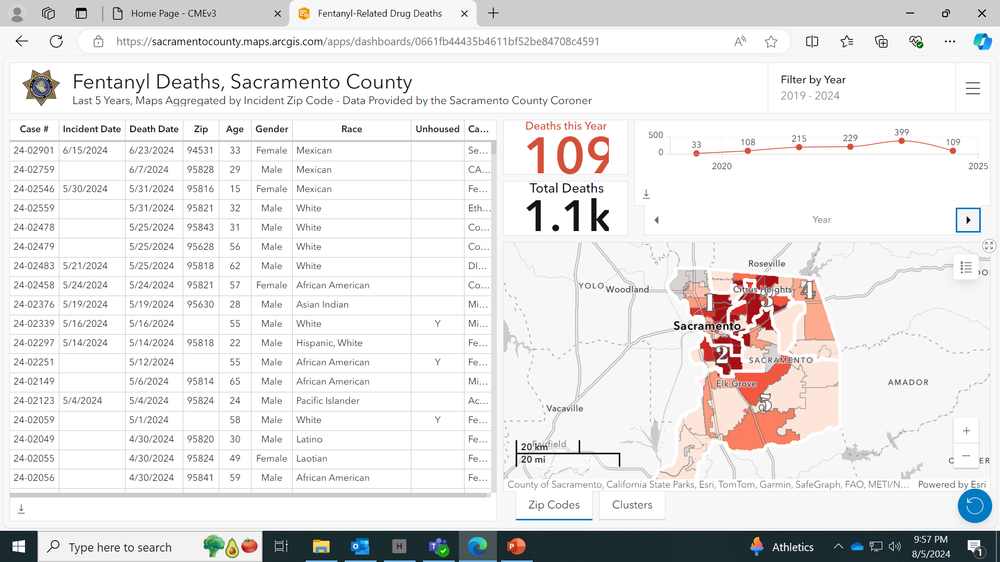 Home Page - CMEv3
Fentanyl-Related Drug Deaths
https://sacramentocounty.maps.arcgis.com/apps/dashboards/0661fb44435b4611bf52be84708c4591
Fentanyl Deaths, Sacramento County
Last 5 Years, Maps Aggregated by Incident Zip Code - Data Provided by the Sacramento County Coroner
Filter by Year
2019 - 2024
Case # Incident Date Death Date Zip Age Gender Race Unhoused Ca...
24-02901 6/15/2024 6/23/2024 94531 33 Female Mexican Se...
24-02759 6/7/2024 95828 29 Male Mexican CA...
24-02546 5/30/2024 5/31/2024 95816 15 Female Mexican Fe...
24-02559 5/31/2024 95821 32 Male White Eth...
24-02478 5/25/2024 95843 31 Male White Co...
24-02479 5/25/2024 95628 56 Male White Co...
24-02483 5/21/2024 5/25/2024 95818 62 Male White DI...
24-02458 5/24/2024 5/24/2024 95821 57 Female African American Co...
24-02376 5/19/2024 5/19/2024 95630 28 Male Asian Indian Mi...
24-02339 5/16/2024 5/16/2024 55 Male White Y Mi...
24-02297 5/14/2024 5/14/2024 95818 22 Male Hispanic, White Fe...
24-02251 5/12/2024 55 Male African American Y Fe...
24-02149 5/6/2024 95814 65 Male African American Mi...
24-02123 5/4/2024 5/4/2024 95824 24 Male Pacific Islander Ac...
24-02059 5/1/2024 58 Male White Y Fe...
24-02049 4/30/2024 95820 30 Male Latino Fe...
24-02055 4/30/2024 95824 49 Female Laotian Fe...
24-02056 4/30/2024 95841 59 Male African American Fe...
Deaths this Year
109
Total Deaths
1.1k
500
0
33 108 215 229 399 109
2020 2025
Year
Roseville
YOLO Woodland
Citrus Heights
1 3 4
Sacramento
2
SACRAMENTO
Elk Grove
AMADOR
5
Vacaville
Fairfield
20 km
20 mi
County of Sacramento, California State Parks, Esri, TomTom, Garmin, SafeGraph, FAO, METI/N... Powered by Esri
Zip Codes Clusters
Type here to search
H
Athletics
9:57 PM
8/5/2024
1